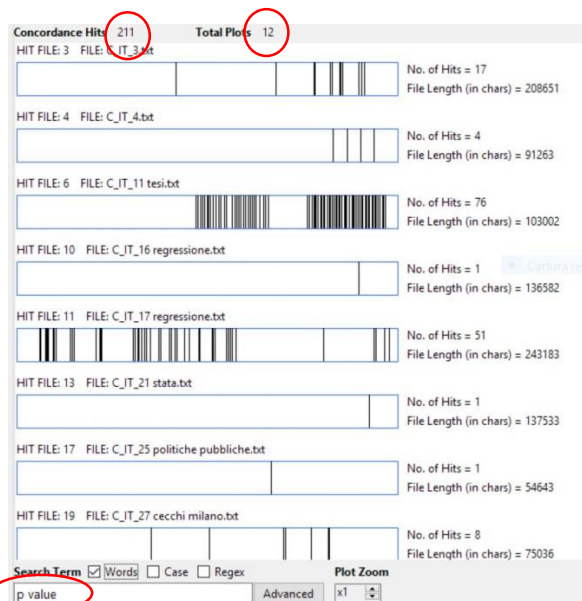 Concordance Hits 211 Total Plots 12
HIT FILE: 3 FILE: C_IT_3.txt
No. of Hits = 17
File Length (in chars) = 208651
HIT FILE: 4 FILE: C_IT_4.txt
No. of Hits = 4
File Length (in chars) = 91263
HIT FILE: 6 FILE: C_IT_11 tesi.txt
No. of Hits = 76
File Length (in chars) = 103002
HIT FILE: 10 FILE: C_IT_16 regressione.txt
No. of Hits = 1
File Length (in chars) = 136582
HIT FILE: 11 FILE: C_IT_17 regressione.txt
No. of Hits = 51
File Length (in chars) = 243183
HIT FILE: 13 FILE: C_IT_21 stata.txt
No. of Hits = 1
File Length (in chars) = 137533
HIT FILE: 17 FILE: C_IT_25 politiche pubbliche.txt
No. of Hits = 1
File Length (in chars) = 54643
HIT FILE: 19 FILE: C_IT_27 cecchi milano.txt
No. of Hits = 8
File Length (in chars) = 75036
Search Term Words Case Regex Plot Zoom
p value Advanced x1